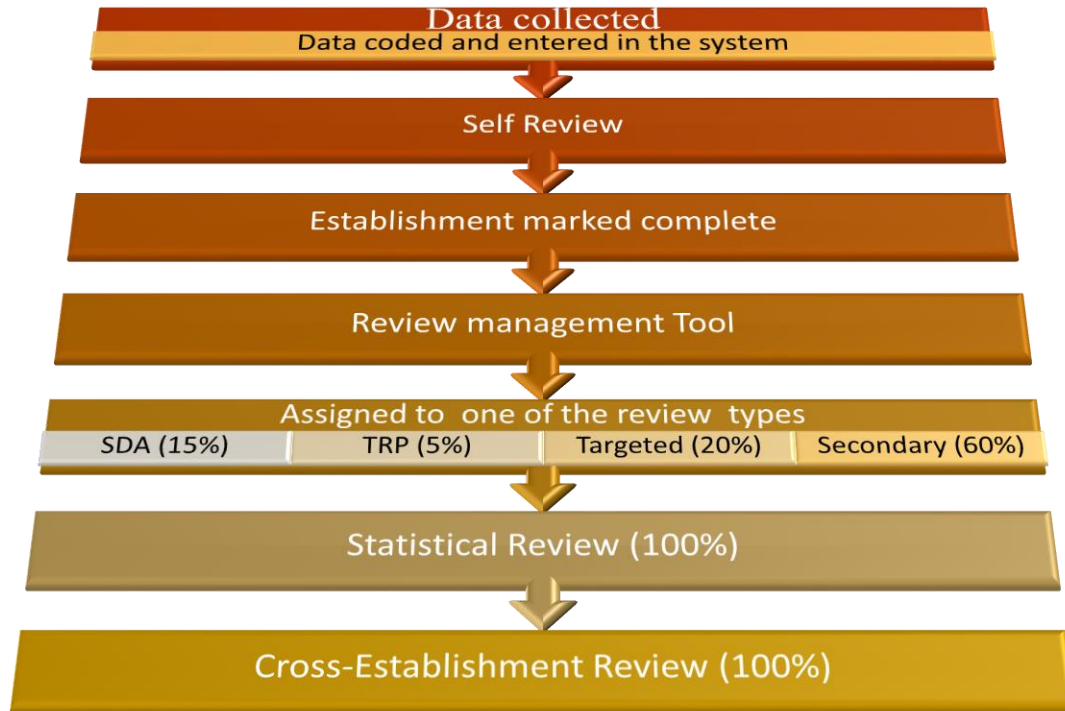 Data collected
Data coded and entered in the system
Self Review
Establishment marked complete
Review management Tool
Assigned to one of the review types
SDA (15%) TRP (5%) Targeted (20%) Secondary (60%)
Statistical Review (100%)
Cross-Establishment Review (100%)